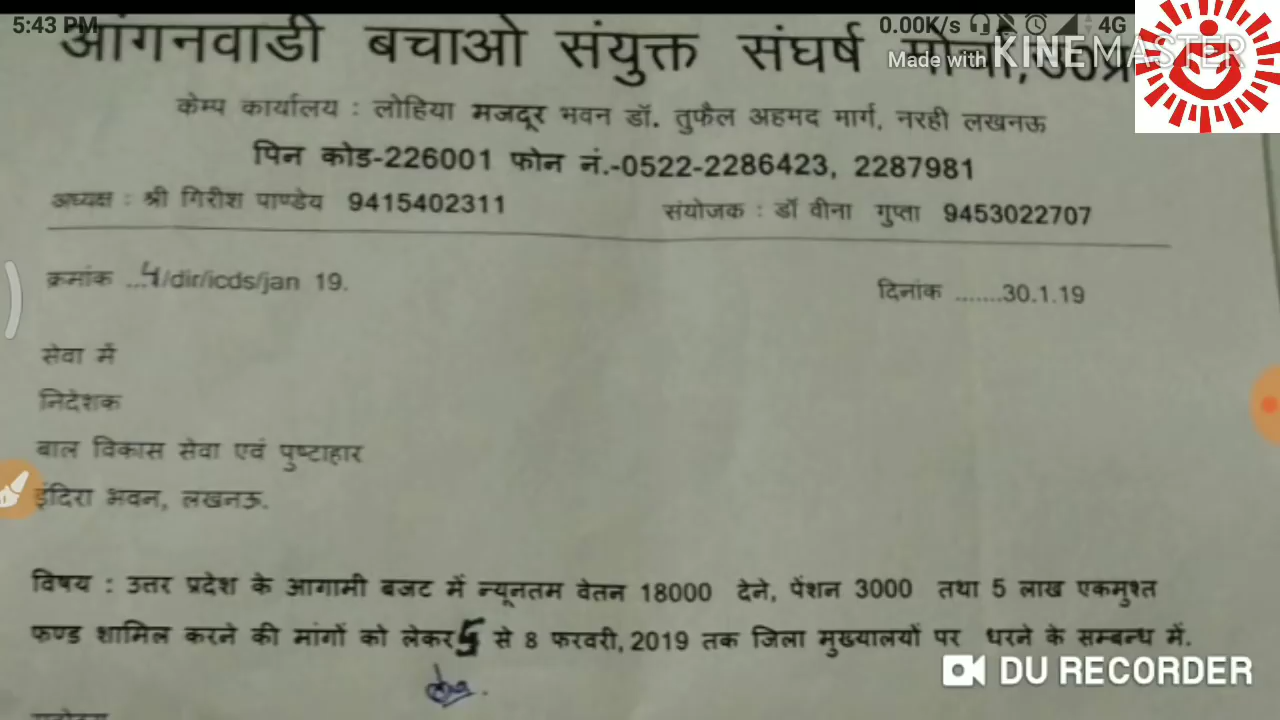 5:43 PM
0.00K/s 4G
आंगनवाडी बचाओ संयुक्त संघर्ष मोर्चा, उ0प्र
Made with KINEMASTER
केम्प कार्यालय : लोहिया मजदूर भवन डॉ. तुफैल अहमद मार्ग, नरही लखनऊ
पिन कोड-226001 फोन नं.-0522-2286423, 2287981
अध्यक्ष : श्री गिरीश पाण्डेय 9415402311
संयोजक : डॉ वीना गुप्ता 9453022707
क्रमांक ...4/dir/icds/jan 19.
दिनांक .......30.1.19
सेवा में
निदेशक
बाल विकास सेवा एवं पुष्टाहार
इंदिरा भवन, लखनऊ.
विषय : उत्तर प्रदेश के आगामी बजट में न्यूनतम वेतन 18000 देने, पेंशन 3000 तथा 5 लाख एकमुश्त
फण्ड शामिल करने की मांगों को लेकर 5 से 8 फरवरी, 2019 तक जिला मुख्यालयों पर धरने के सम्बन्ध में.
DU RECORDER